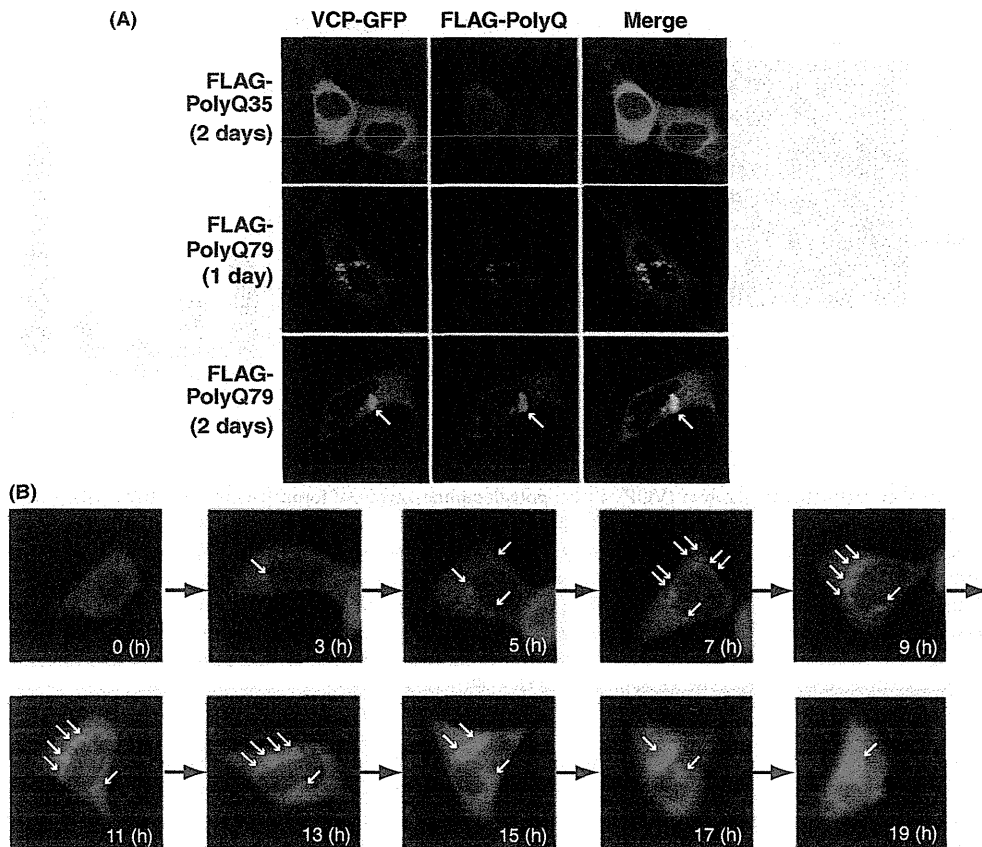 (A)
VCP-GFP FLAG-PolyQ Merge
FLAG-
PolyQ35
(2 days)
FLAG-
PolyQ79
(1 day)
FLAG-
PolyQ79
(2 days)
(B)
0 (h) 3 (h) 5 (h) 7 (h) 9 (h)
11 (h) 13 (h) 15 (h) 17 (h) 19 (h)